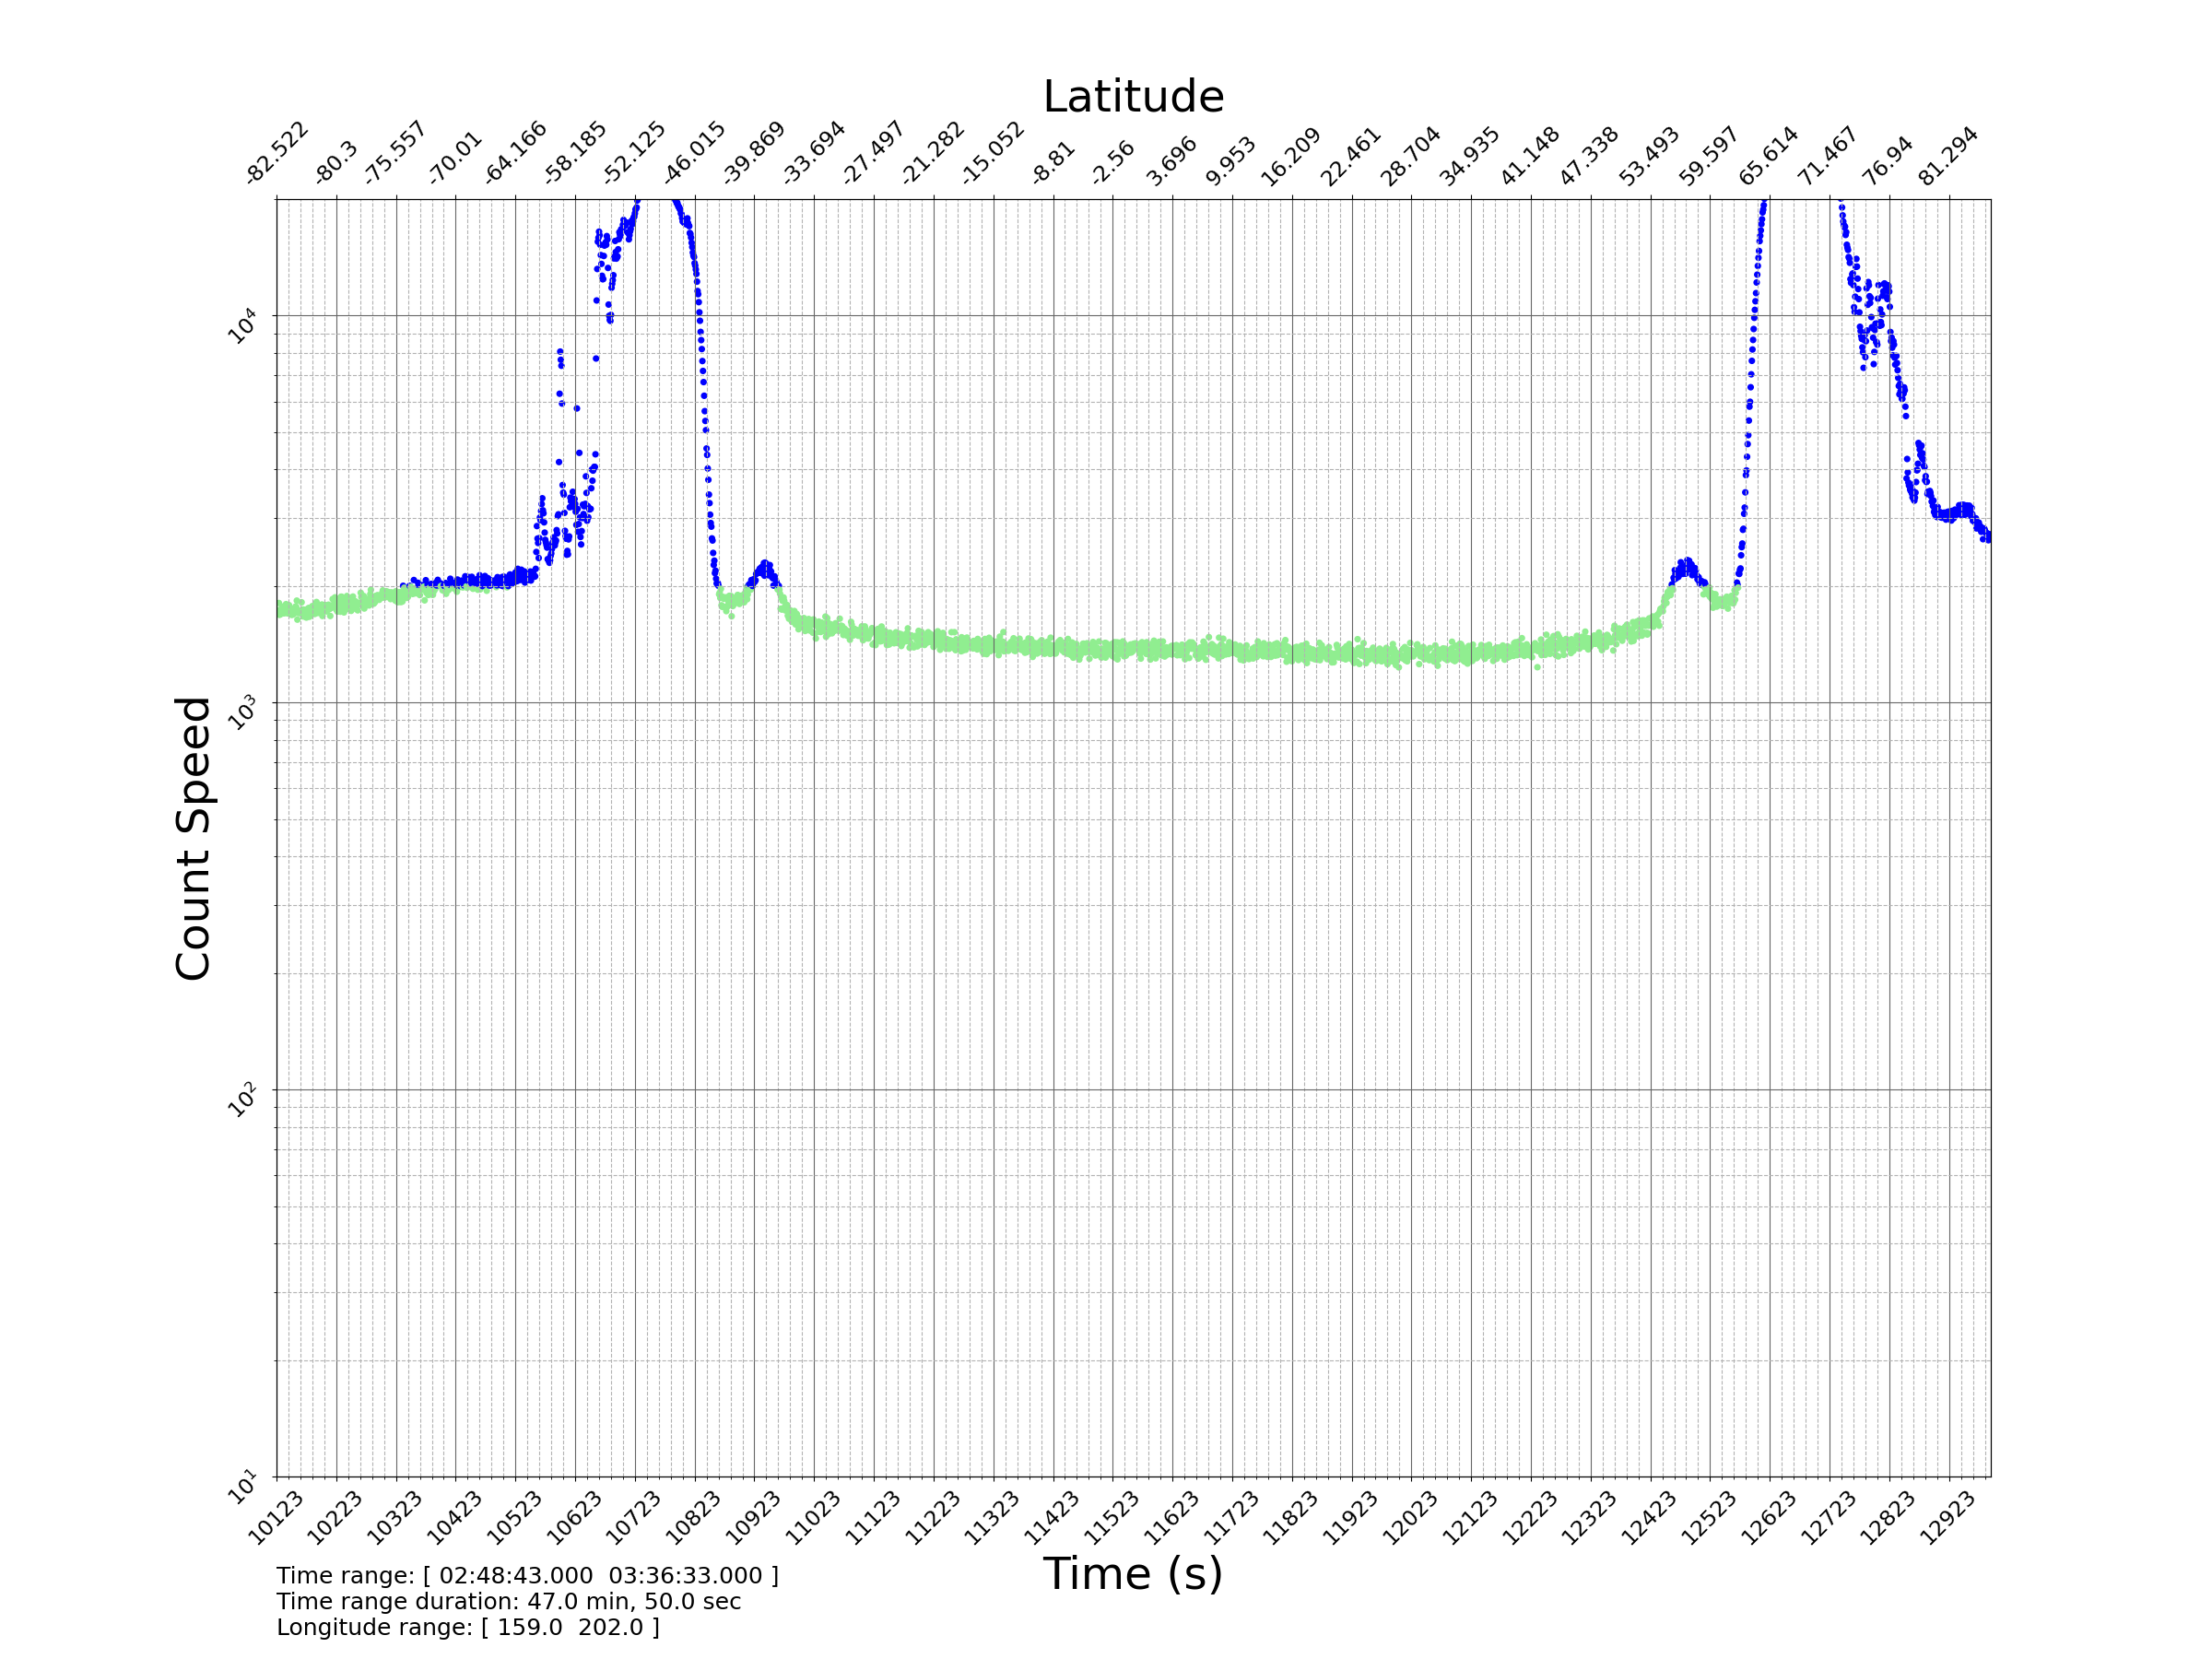 Latitude
-82.522 -80.3 -75.557 -70.01 -64.166 -58.185 -52.125 -46.015 -39.869 -33.694 -27.497 -21.282 -15.052 -8.81 -2.56 3.696 9.953 16.209 22.461 28.704 34.935 41.148 47.338 53.493 59.597 65.614 71.467 76.94 81.294
10⁴
10³
Count Speed
10²
10¹
10123 10223 10323 10423 10523 10623 10723 10823 10923 11023 11123 11223 11323 11423 11523 11623 11723 11823 11923 12023 12123 12223 12323 12423 12523 12623 12723 12823 12923
Time (s)
Time range: [ 02:48:43.000  03:36:33.000 ]
Time range duration: 47.0 min, 50.0 sec
Longitude range: [ 159.0  202.0 ]